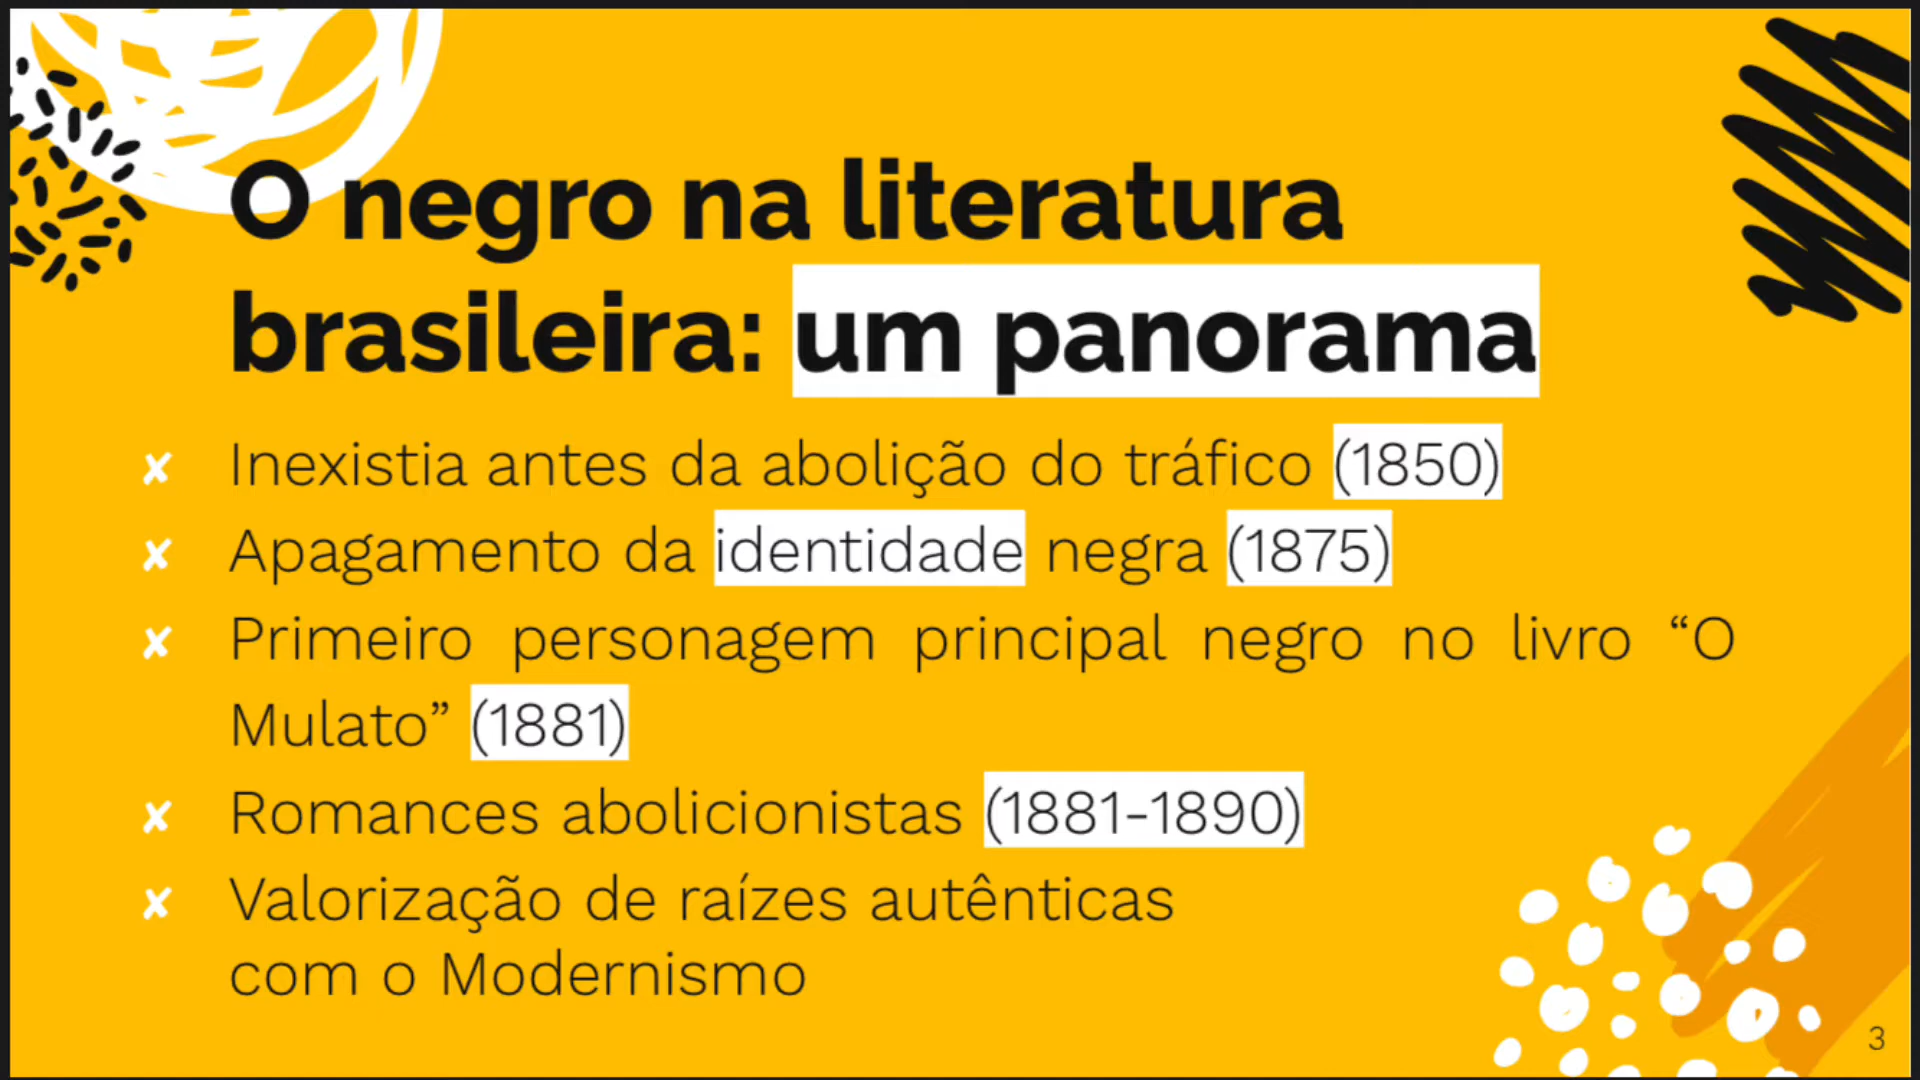 O negro na literatura
brasileira: um panorama
✘ Inexistia antes da abolição do tráfico (1850)
✘ Apagamento da identidade negra (1875)
✘ Primeiro personagem principal negro no livro “O
Mulato” (1881)
✘ Romances abolicionistas (1881-1890)
✘ Valorização de raízes autênticas
com o Modernismo
3